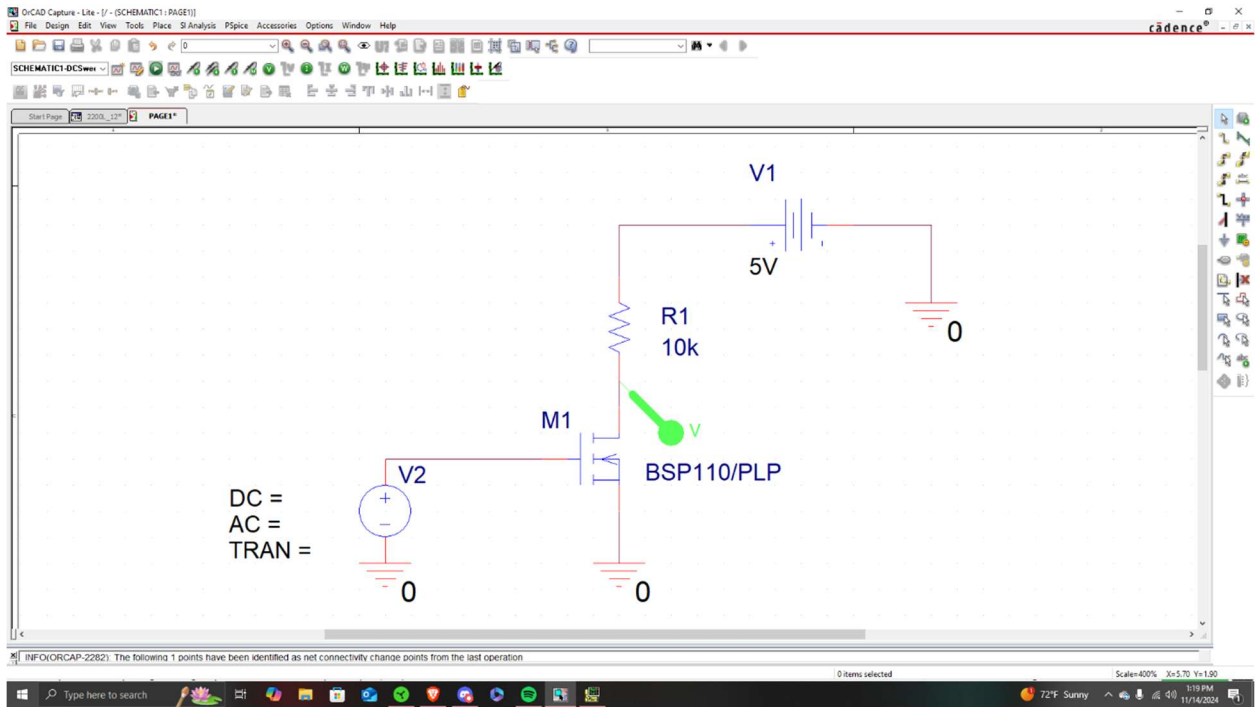 OrCAD Capture - Lite - [/ - (SCHEMATIC1 : PAGE1)]
File Design Edit View Tools Place SI Analysis PSpice Accessories Options Window Help
cādence®
0
SCHEMATIC1-DCSwe
Start Page 2200L_12* PAGE1*
V1
5V
R1
10k
0
M1
V
BSP110/PLP
V2
DC =
AC =
TRAN =
0
0
INFO(ORCAP-2282): The following 1 points have been identified as net connectivity change points from the last operation
0 items selected
Scale=400% X=5.70 Y=1.90
Type here to search
72°F Sunny
1:19 PM
11/14/2024